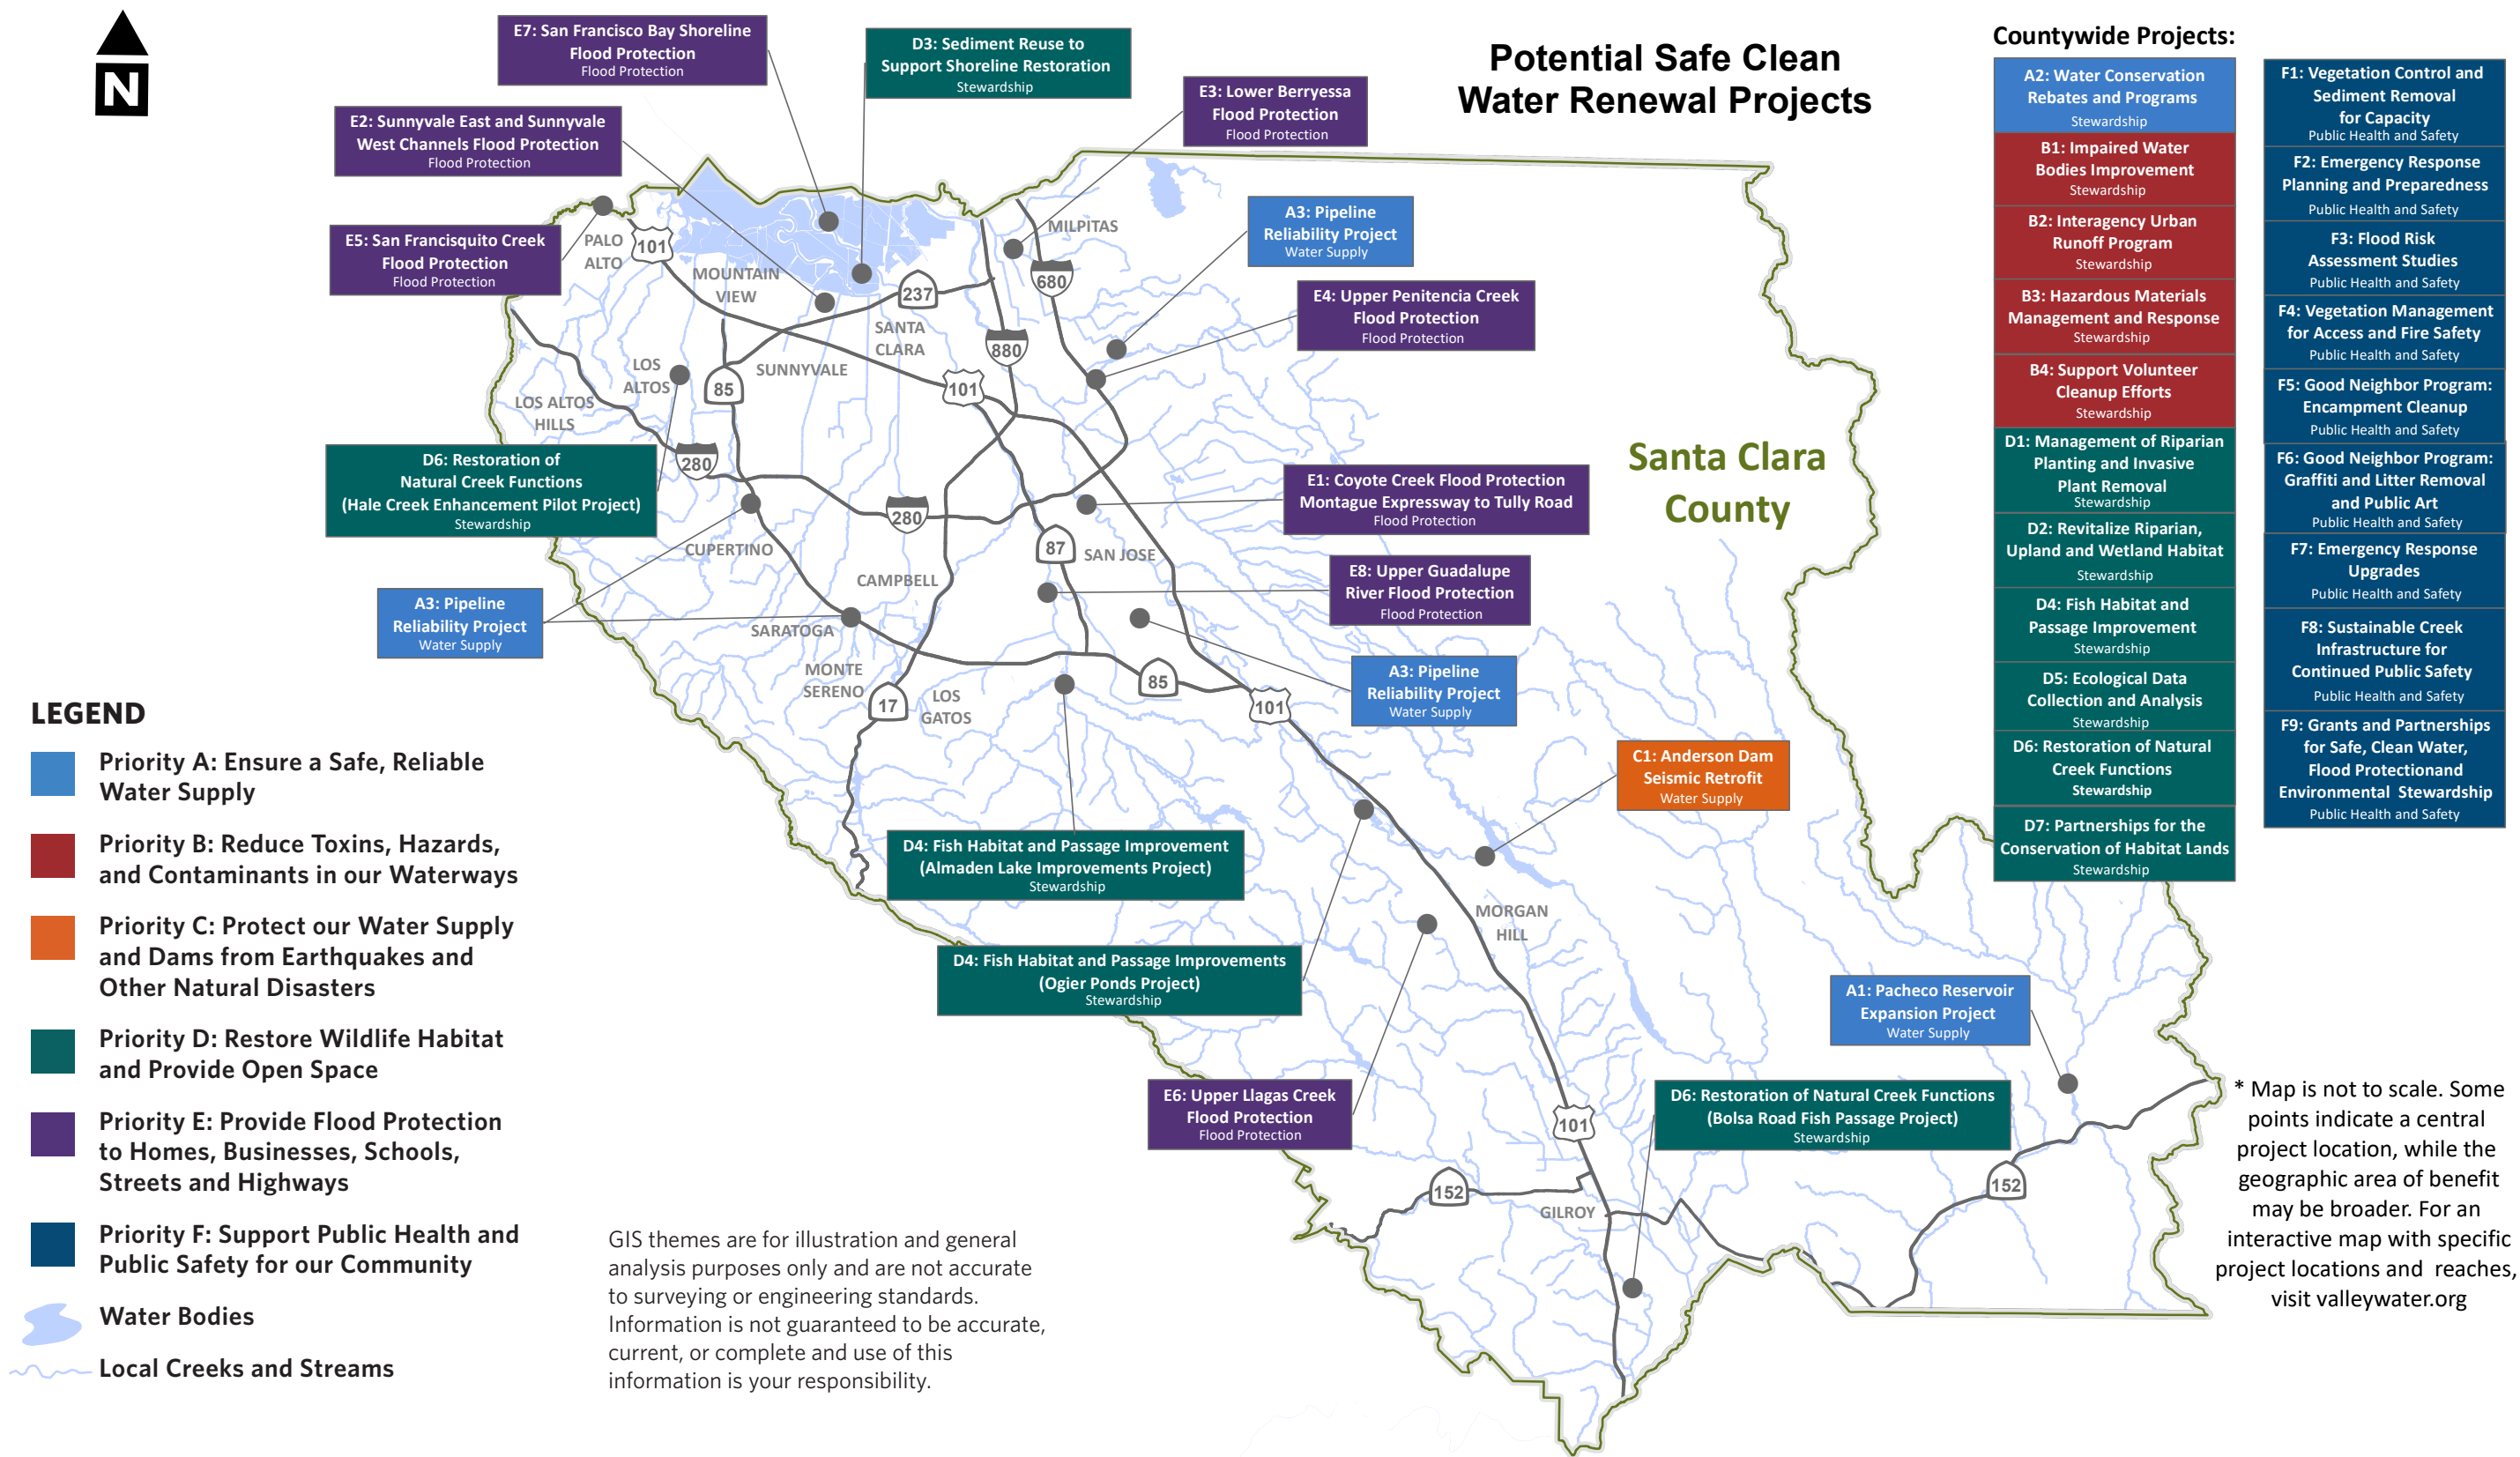 N
Potential Safe Clean
Water Renewal Projects
E7: San Francisco Bay Shoreline
Flood Protection
Flood Protection
D3: Sediment Reuse to
Support Shoreline Restoration
Stewardship
E3: Lower Berryessa
Flood Protection
Flood Protection
E2: Sunnyvale East and Sunnyvale
West Channels Flood Protection
Flood Protection
E5: San Francisquito Creek
Flood Protection
Flood Protection
A3: Pipeline
Reliability Project
Water Supply
E4: Upper Penitencia Creek
Flood Protection
Flood Protection
D6: Restoration of
Natural Creek Functions
(Hale Creek Enhancement Pilot Project)
Stewardship
E1: Coyote Creek Flood Protection
Montague Expressway to Tully Road
Flood Protection
E8: Upper Guadalupe
River Flood Protection
Flood Protection
A3: Pipeline
Reliability Project
Water Supply
A3: Pipeline
Reliability Project
Water Supply
C1: Anderson Dam
Seismic Retrofit
Water Supply
D4: Fish Habitat and Passage Improvement
(Almaden Lake Improvements Project)
Stewardship
D4: Fish Habitat and Passage Improvements
(Ogier Ponds Project)
Stewardship
A1: Pacheco Reservoir
Expansion Project
Water Supply
E6: Upper Llagas Creek
Flood Protection
Flood Protection
D6: Restoration of Natural Creek Functions
(Bolsa Road Fish Passage Project)
Stewardship
Santa Clara
County
PALO
ALTO
101
MOUNTAIN
VIEW
MILPITAS
237
680
SANTA
CLARA
880
LOS
ALTOS
85
SUNNYVALE
101
LOS ALTOS
HILLS
280
280
CUPERTINO
87
SAN JOSE
CAMPBELL
SARATOGA
MONTE
SERENO
17
LOS
GATOS
85
101
MORGAN
HILL
101
152
GILROY
152
Countywide Projects:
A2: Water Conservation
Rebates and Programs
Stewardship
B1: Impaired Water
Bodies Improvement
Stewardship
B2: Interagency Urban
Runoff Program
Stewardship
B3: Hazardous Materials
Management and Response
Stewardship
B4: Support Volunteer
Cleanup Efforts
Stewardship
D1: Management of Riparian
Planting and Invasive
Plant Removal
Stewardship
D2: Revitalize Riparian,
Upland and Wetland Habitat
Stewardship
D4: Fish Habitat and
Passage Improvement
Stewardship
D5: Ecological Data
Collection and Analysis
Stewardship
D6: Restoration of Natural
Creek Functions
Stewardship
D7: Partnerships for the
Conservation of Habitat Lands
Stewardship
F1: Vegetation Control and
Sediment Removal
for Capacity
Public Health and Safety
F2: Emergency Response
Planning and Preparedness
Public Health and Safety
F3: Flood Risk
Assessment Studies
Public Health and Safety
F4: Vegetation Management
for Access and Fire Safety
Public Health and Safety
F5: Good Neighbor Program:
Encampment Cleanup
Public Health and Safety
F6: Good Neighbor Program:
Graffiti and Litter Removal
and Public Art
Public Health and Safety
F7: Emergency Response
Upgrades
Public Health and Safety
F8: Sustainable Creek
Infrastructure for
Continued Public Safety
Public Health and Safety
F9: Grants and Partnerships
for Safe, Clean Water,
Flood Protectionand
Environmental Stewardship
Public Health and Safety
LEGEND
Priority A: Ensure a Safe, Reliable
Water Supply
Priority B: Reduce Toxins, Hazards,
and Contaminants in our Waterways
Priority C: Protect our Water Supply
and Dams from Earthquakes and
Other Natural Disasters
Priority D: Restore Wildlife Habitat
and Provide Open Space
Priority E: Provide Flood Protection
to Homes, Businesses, Schools,
Streets and Highways
Priority F: Support Public Health and
Public Safety for our Community
Water Bodies
Local Creeks and Streams
GIS themes are for illustration and general
analysis purposes only and are not accurate
to surveying or engineering standards.
Information is not guaranteed to be accurate,
current, or complete and use of this
information is your responsibility.
* Map is not to scale. Some
points indicate a central
project location, while the
geographic area of benefit
may be broader. For an
interactive map with specific
project locations and reaches,
visit valleywater.org